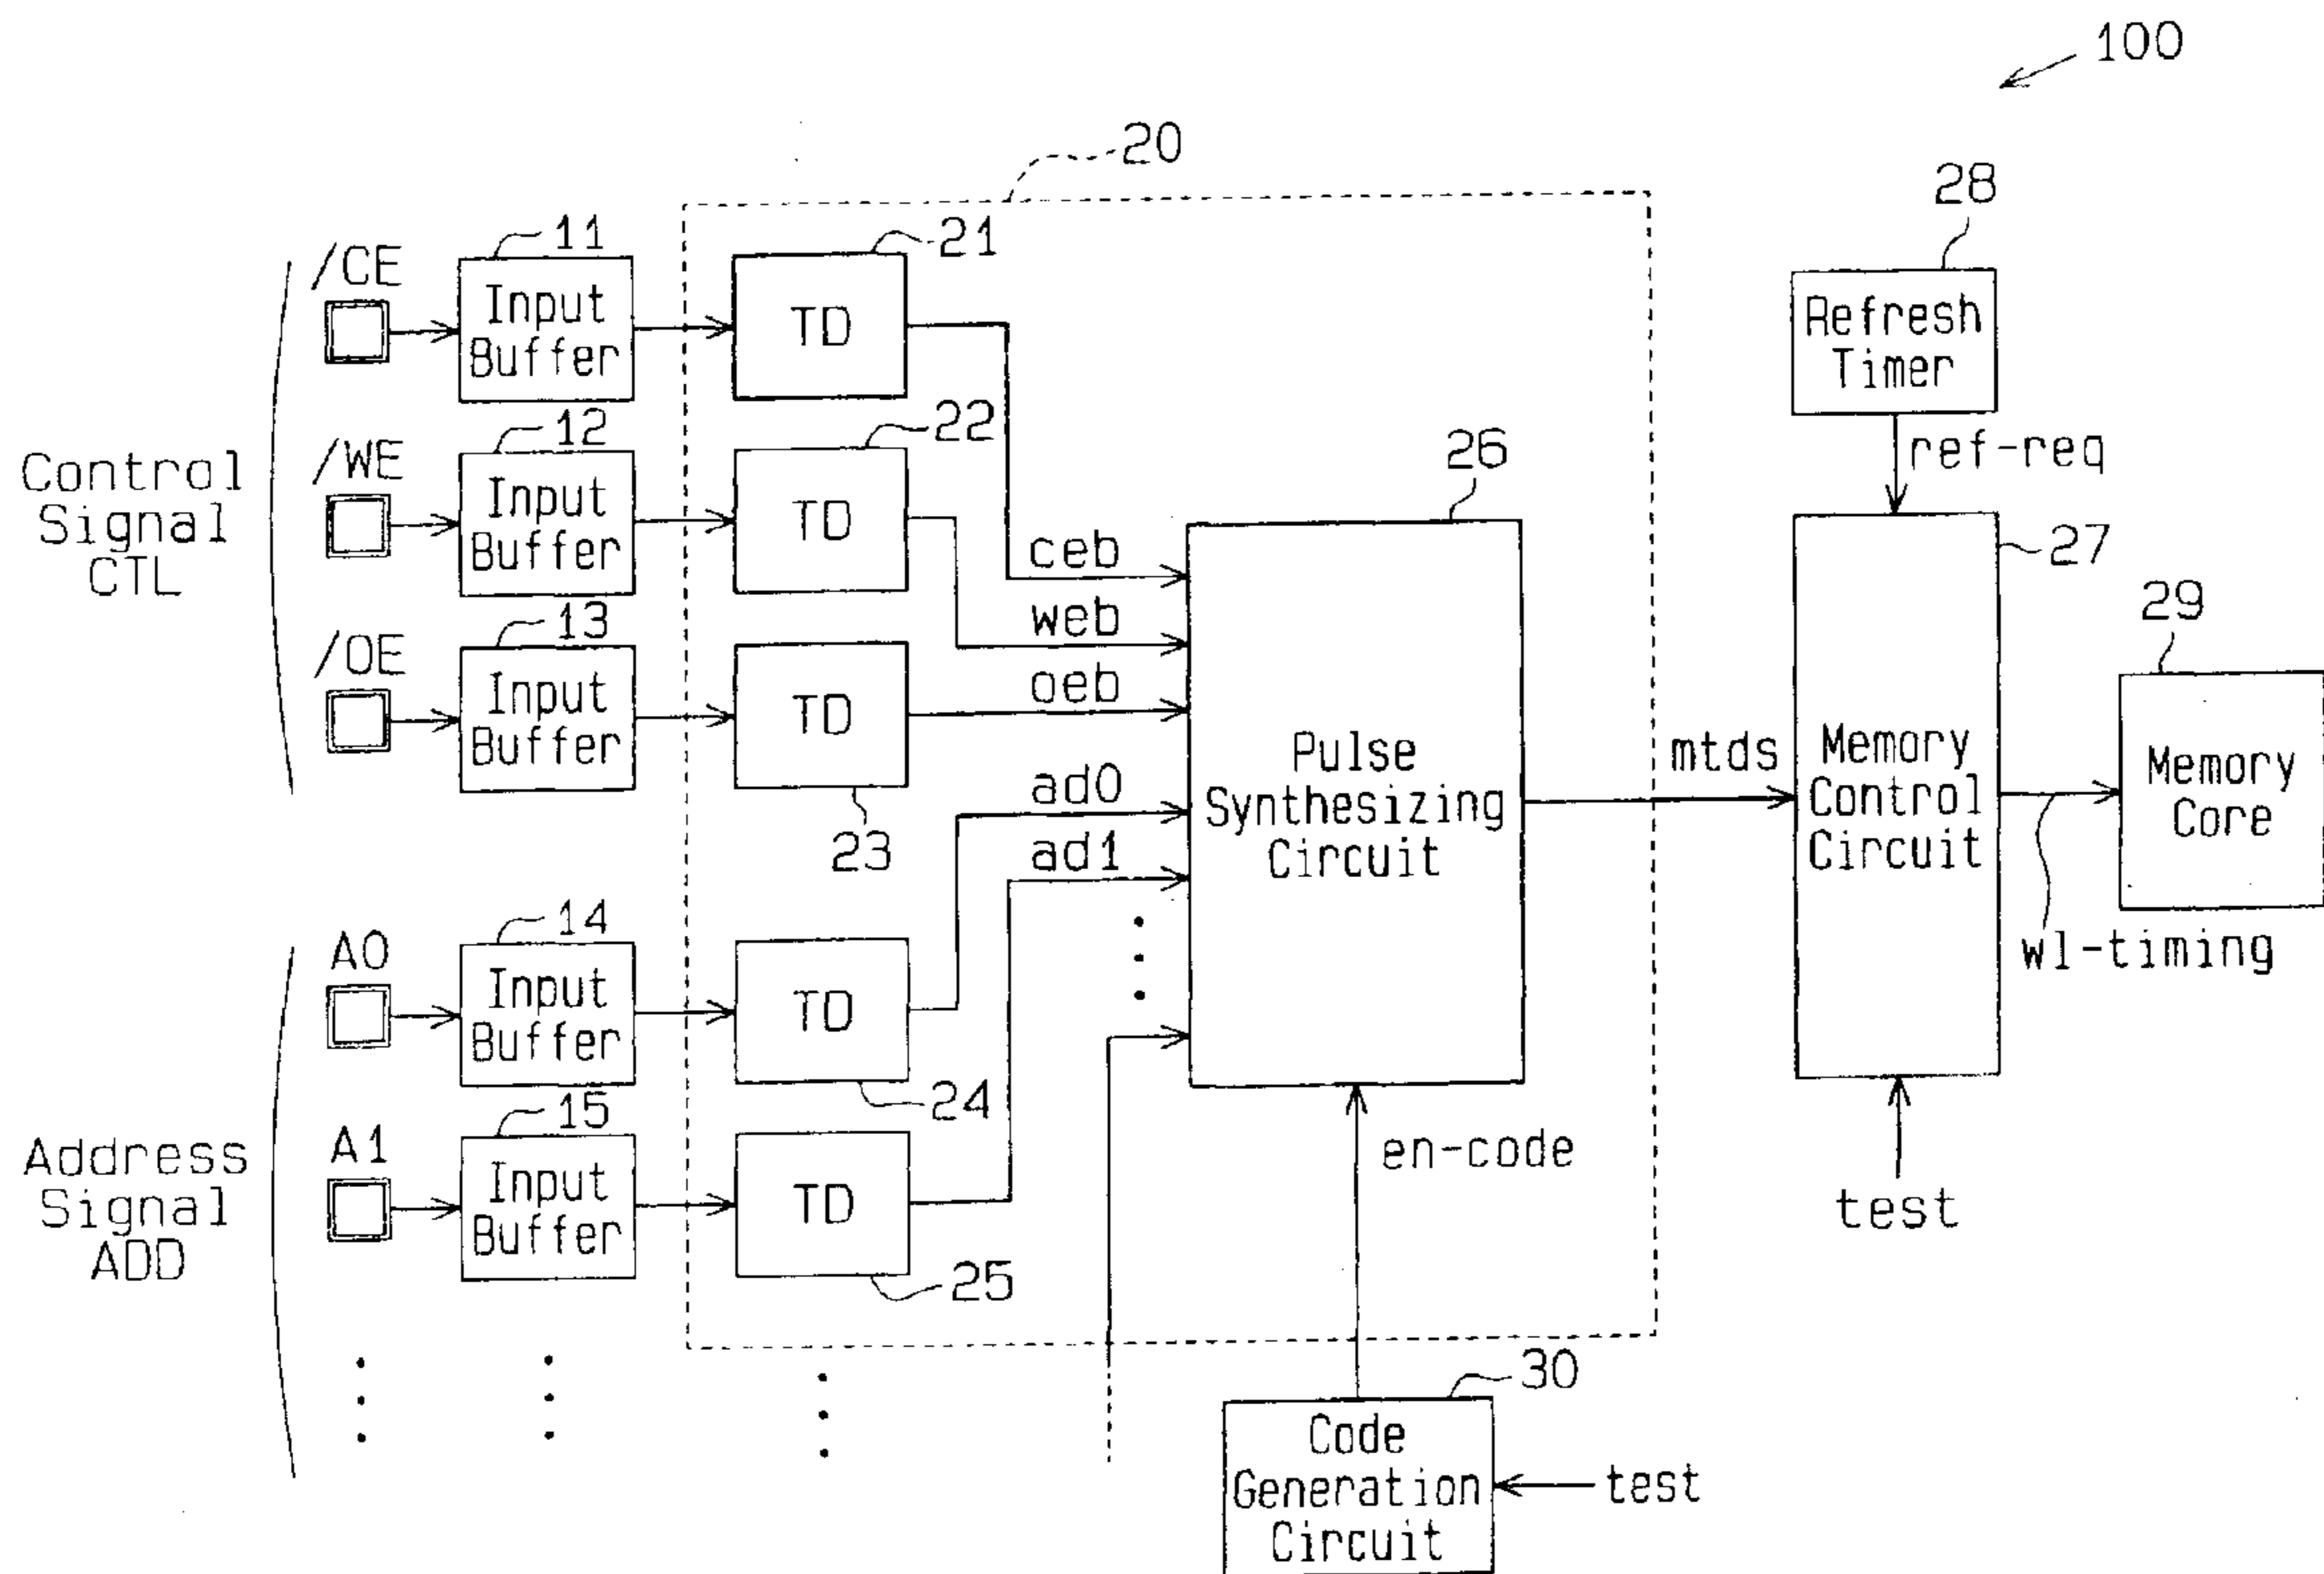 100
20
Control
Signal
CTL
/CE
11
Input
Buffer
21
TD
/WE
12
Input
Buffer
22
TD
/OE
13
Input
Buffer
TD
23
ceb
web
oeb
ad0
ad1
26
Pulse
Synthesizing
Circuit
mtds
28
Refresh
Timer
ref-req
27
Memory
Control
Circuit
29
Memory
Core
wl-timing
test
Address
Signal
ADD
A0
14
Input
Buffer
TD
24
A1
15
Input
Buffer
TD
25
en-code
30
Code
Generation
Circuit
test